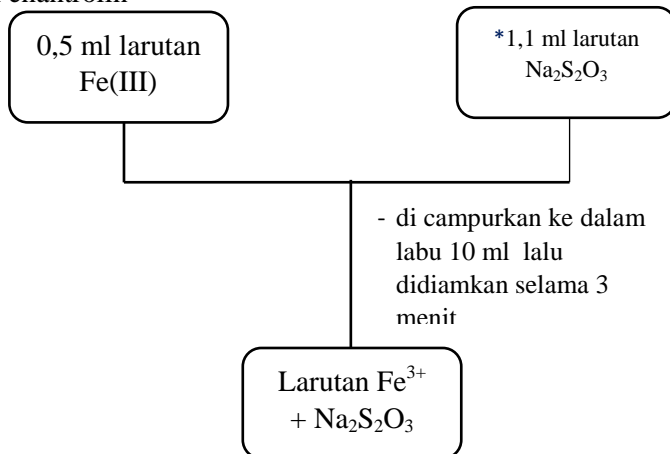 0,5 ml larutan
Fe(III)
*1,1 ml larutan
Na₂S₂O₃
- di campurkan ke dalam
labu 10 ml lalu
didiamkan selama 3
menit
Larutan Fe³⁺
+ Na₂S₂O₃